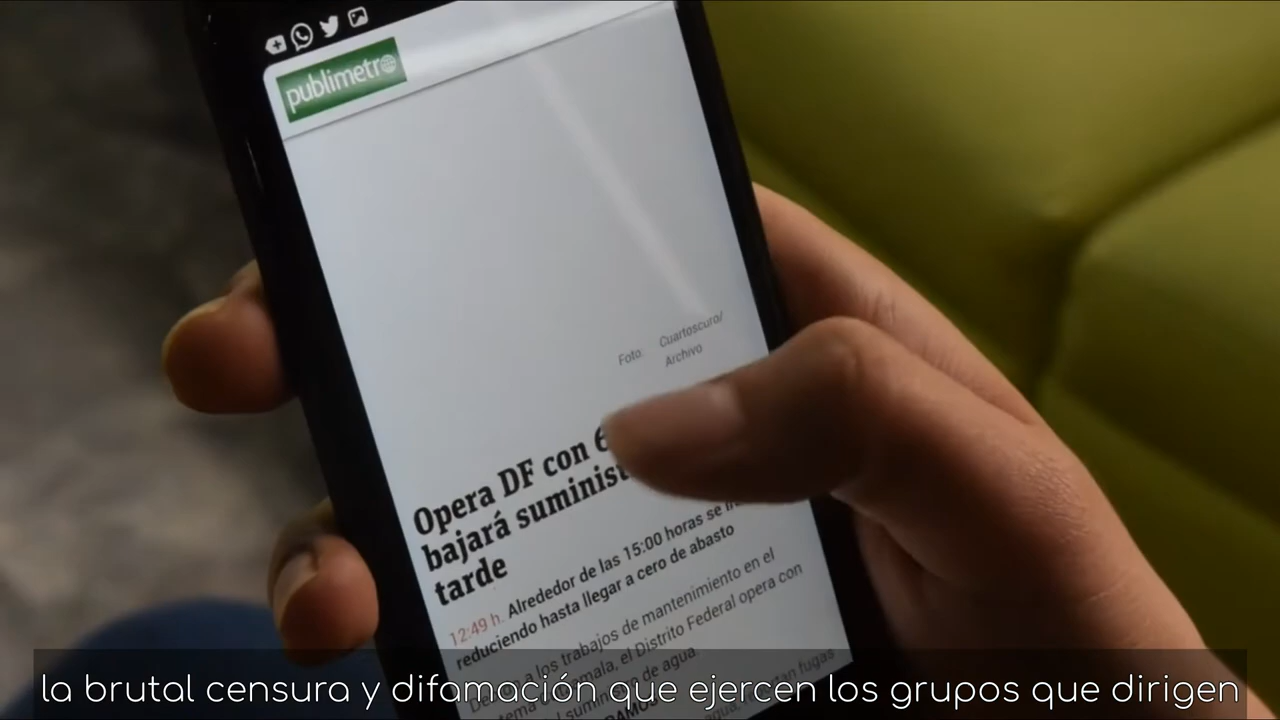 publimetro
Foto: Cuartoscuro/
Archivo
Opera DF con
bajará
tarde
12:49 h. Alrededor de las 15:00 horas se
reduciendo hasta llegar a cero de abasto
a los trabajos de mantenimiento en el
el Distrito Federal opera con
de agua
fugas
la brutal censura y difamación que ejercen los grupos que dirigen